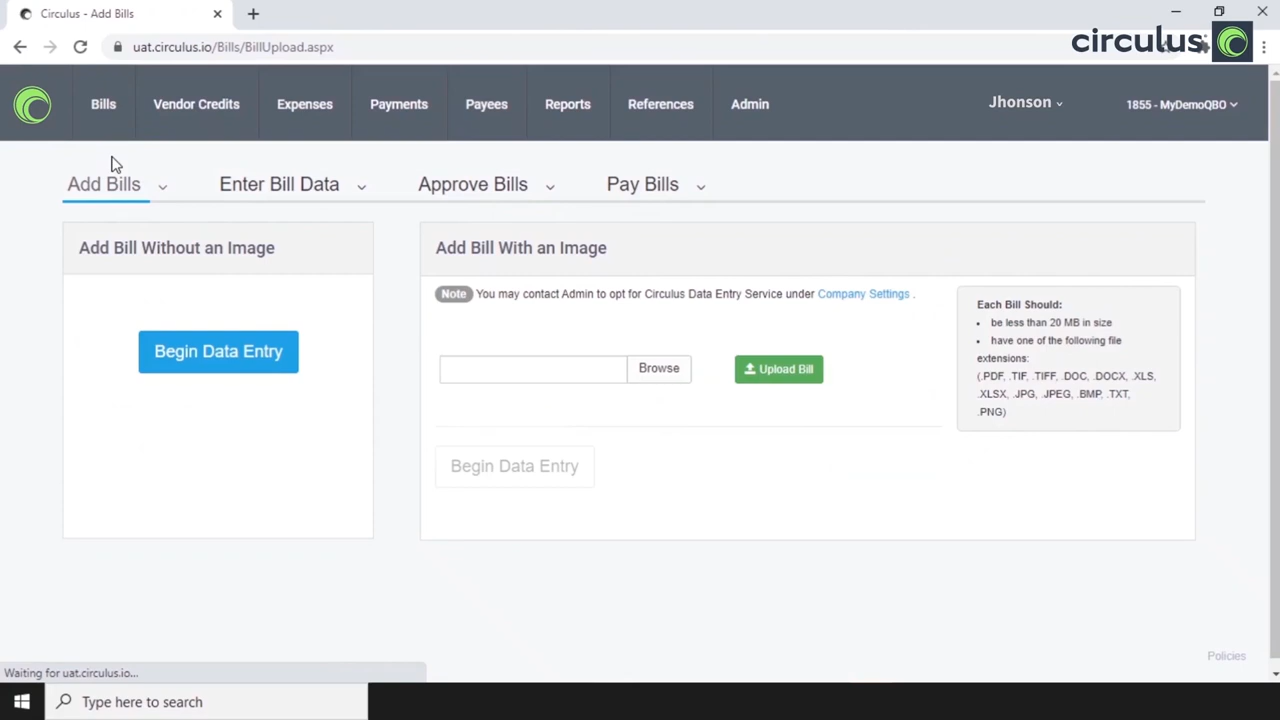 Circulus - Add Bills
uat.circulus.io/Bills/BillUpload.aspx
circulus
Bills
Vendor Credits
Expenses
Payments
Payees
Reports
References
Admin
Jhonson
1855 - MyDemoQBO
Add Bills
Enter Bill Data
Approve Bills
Pay Bills
Add Bill Without an Image
Begin Data Entry
Add Bill With an Image
Note You may contact Admin to opt for Circulus Data Entry Service under Company Settings .
Browse
Upload Bill
Begin Data Entry
Each Bill Should:
• be less than 20 MB in size
• have one of the following file
extensions:
(.PDF, .TIF, .TIFF, .DOC, .DOCX, .XLS,
.XLSX, .JPG, .JPEG, .BMP, .TXT,
.PNG)
Policies
Waiting for uat.circulus.io...
Type here to search